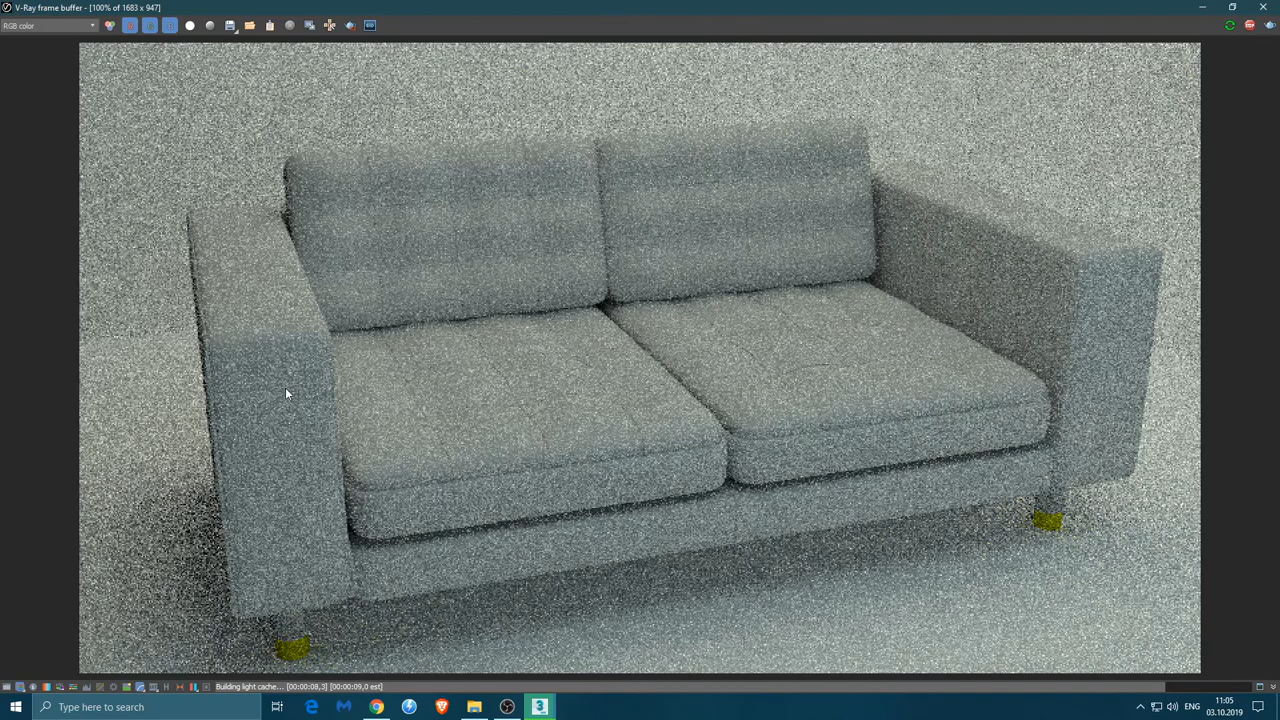 V-Ray frame buffer - [100% of 1683 x 947]
RGB color
Building light cache... [00:00:08,3] [00:00:09,0 est]
Type here to search
ENG
11:05
03.10.2019